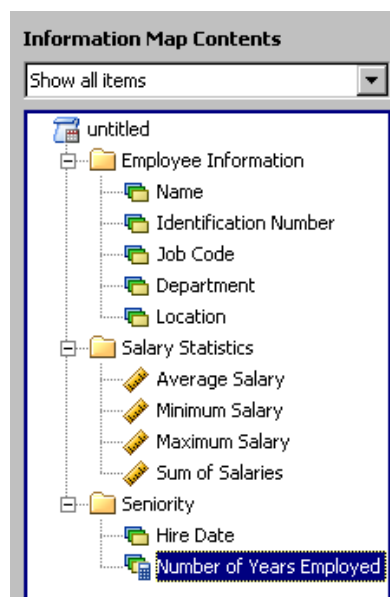 Information Map Contents
Show all items
untitled
Employee Information
Name
Identification Number
Job Code
Department
Location
Salary Statistics
Average Salary
Minimum Salary
Maximum Salary
Sum of Salaries
Seniority
Hire Date
Number of Years Employed